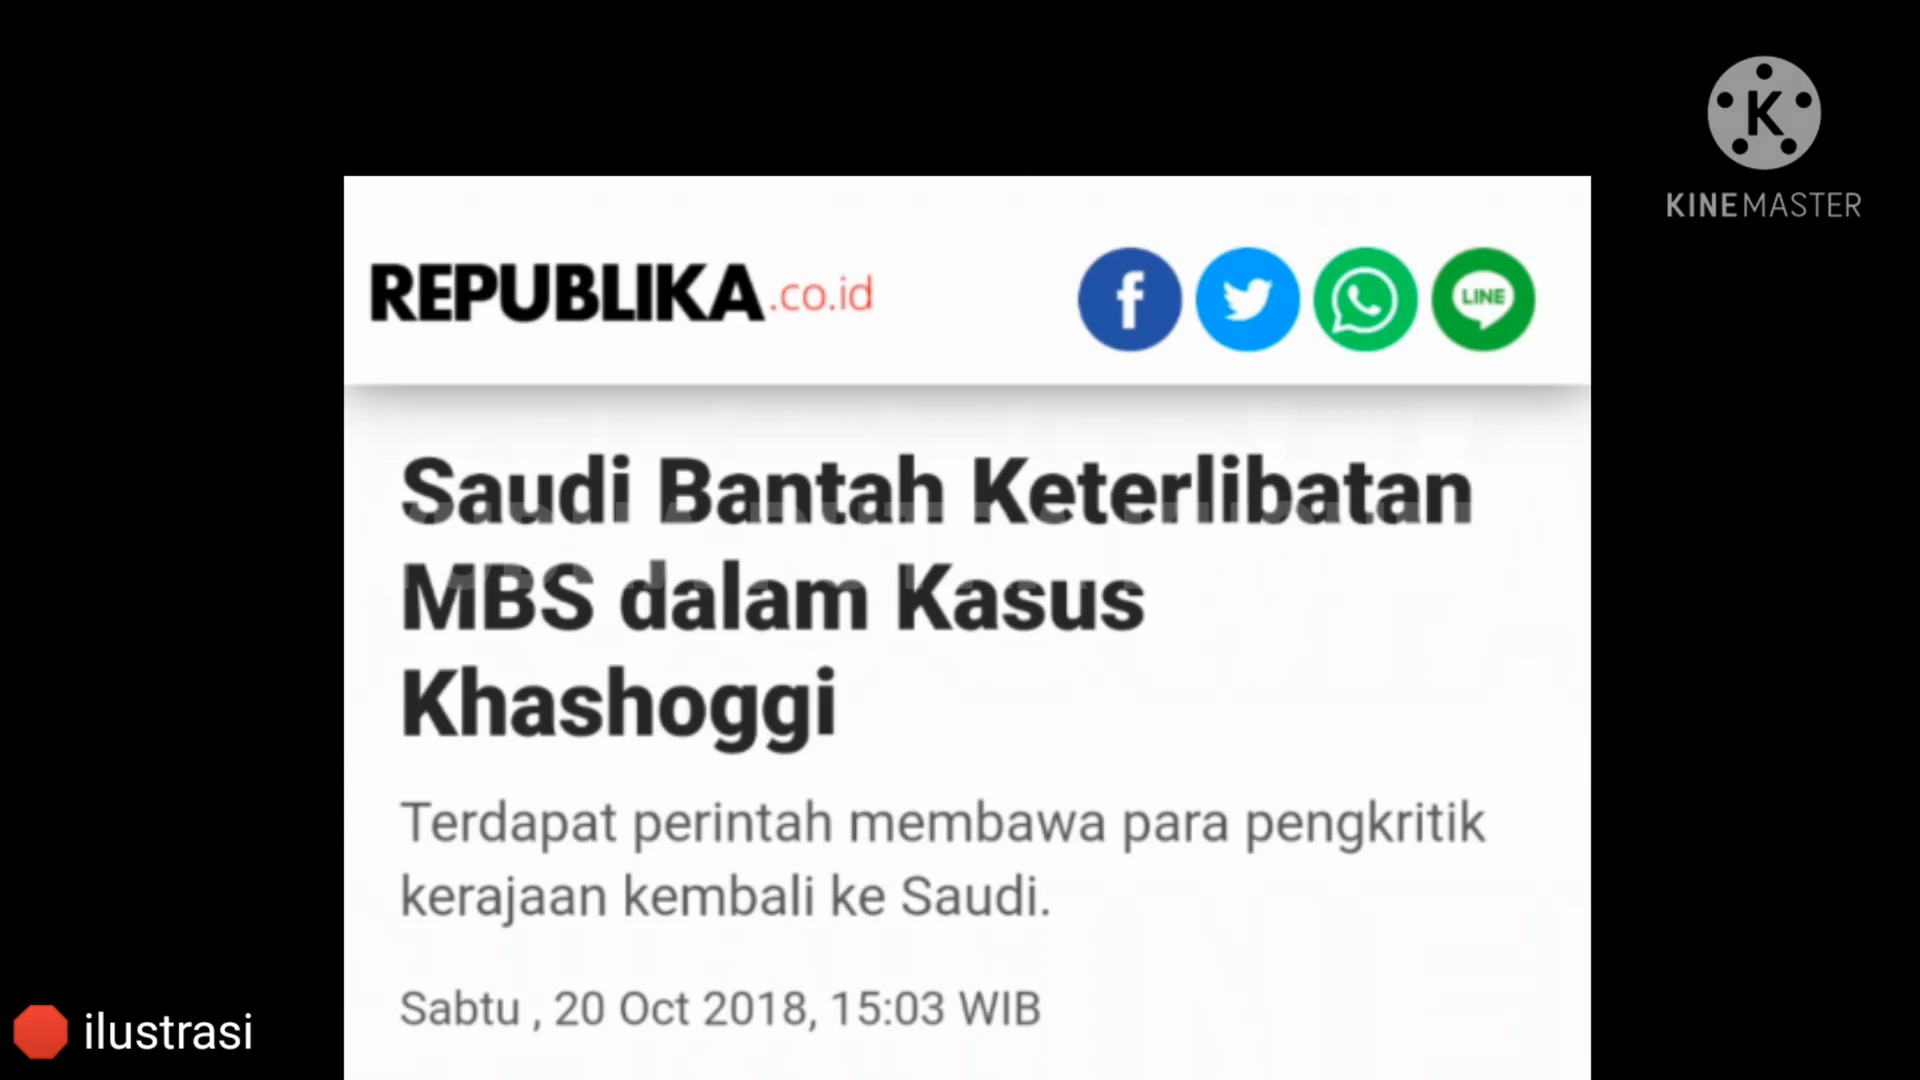 K
KINEMASTER
REPUBLIKA.co.id
LINE
Saudi Bantah Keterlibatan
MBS dalam Kasus
Khashoggi
Terdapat perintah membawa para pengkritik
kerajaan kembali ke Saudi.
Sabtu , 20 Oct 2018, 15:03 WIB
ilustrasi